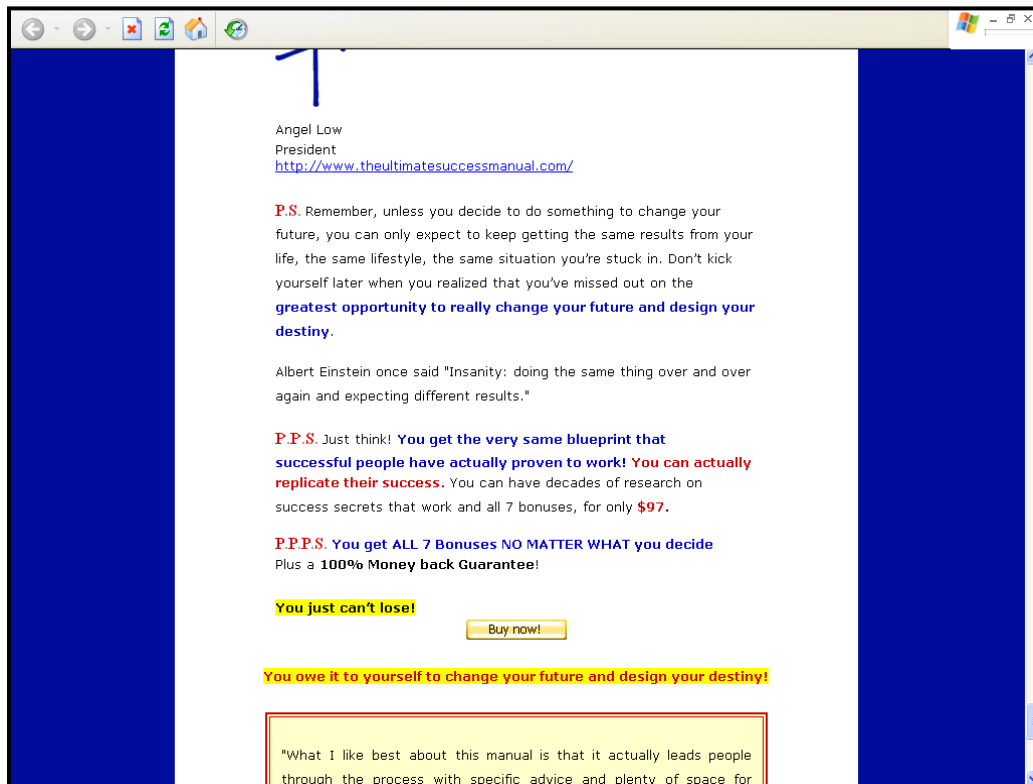 Angel Low
President
http://www.theultimatesuccessmanual.com/
P.S. Remember, unless you decide to do something to change your
future, you can only expect to keep getting the same results from your
life, the same lifestyle, the same situation you're stuck in. Don't kick
yourself later when you realized that you've missed out on the
greatest opportunity to really change your future and design your
destiny.
Albert Einstein once said "Insanity: doing the same thing over and over
again and expecting different results."
P.P.S. Just think! You get the very same blueprint that
successful people have actually proven to work! You can actually
replicate their success. You can have decades of research on
success secrets that work and all 7 bonuses, for only $97.
P.P.P.S. You get ALL 7 Bonuses NO MATTER WHAT you decide
Plus a 100% Money back Guarantee!
You just can't lose!
Buy now!
You owe it to yourself to change your future and design your destiny!
"What I like best about this manual is that it actually leads people
through the process with specific advice and plenty of space for